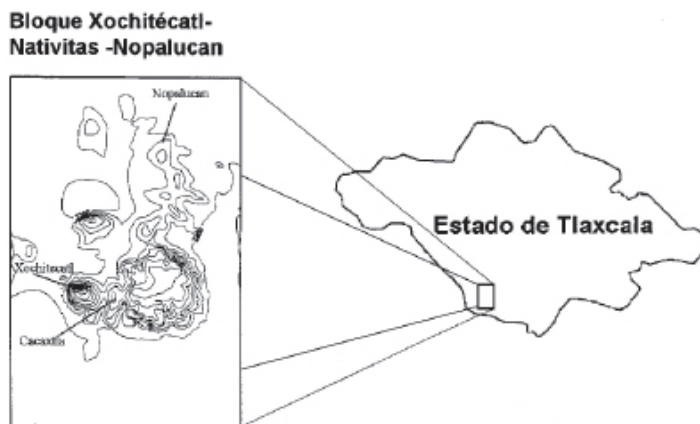 Bloque Xochitécatl-
Nativitas -Nopalucan
Nopalucan
Estado de Tlaxcala
Xochitecatl
Cacaxtla